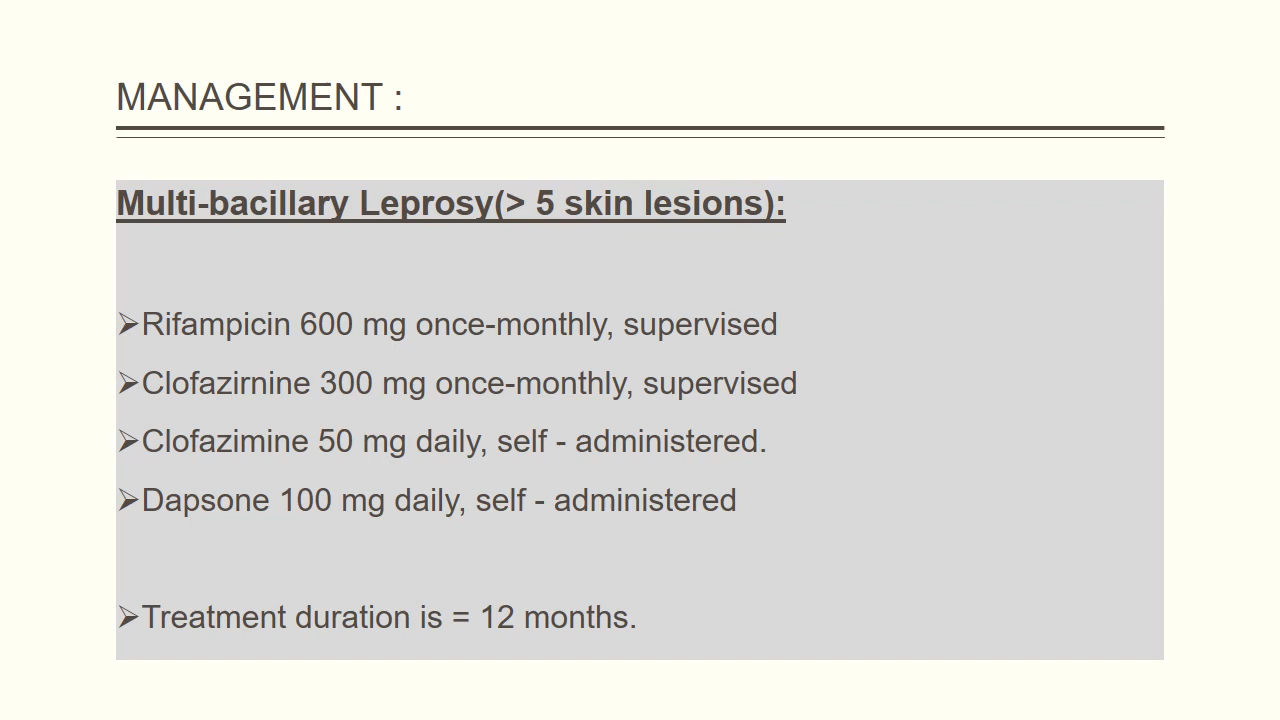 MANAGEMENT :
Multi-bacillary Leprosy(> 5 skin lesions):
➢Rifampicin 600 mg once-monthly, supervised
➢Clofazirnine 300 mg once-monthly, supervised
➢Clofazimine 50 mg daily, self - administered.
➢Dapsone 100 mg daily, self - administered
➢Treatment duration is = 12 months.